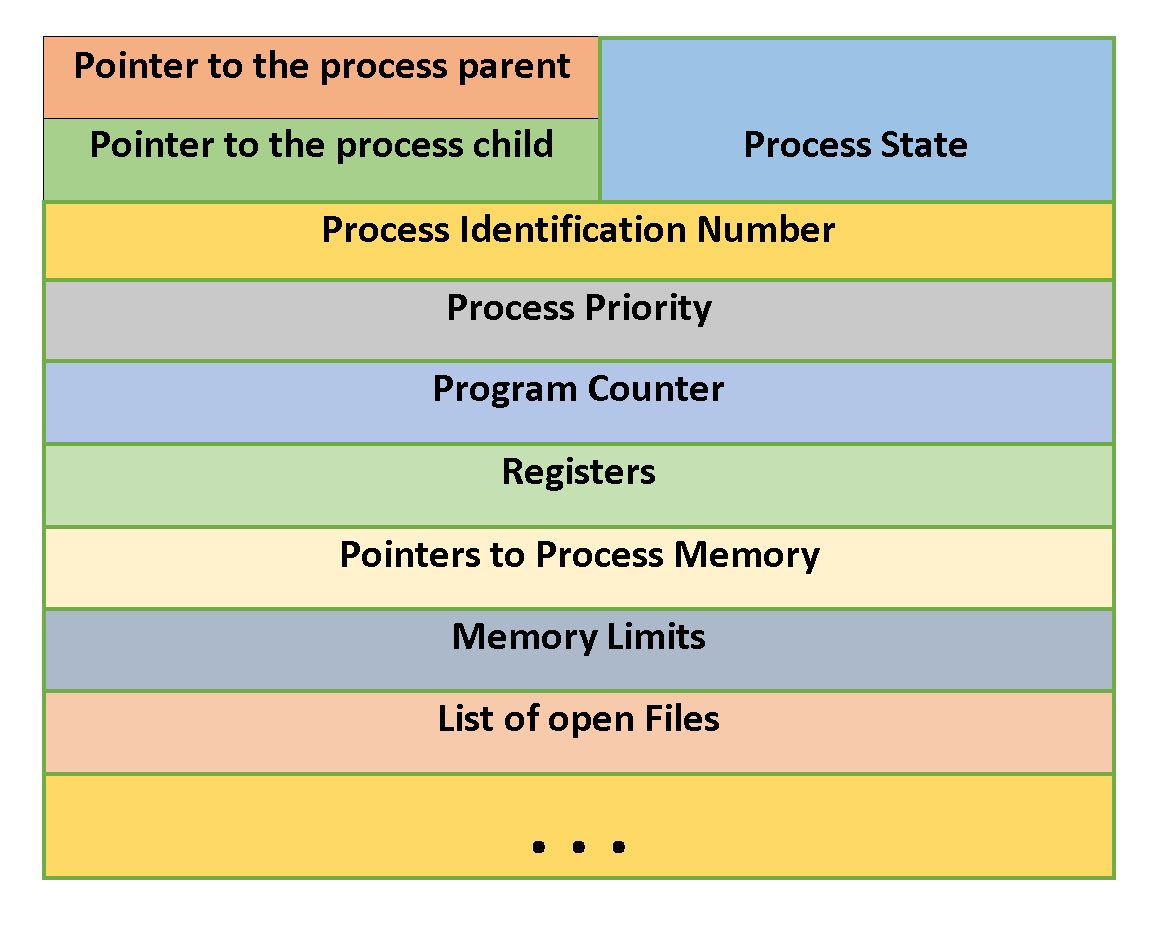 Pointer to the process parent
Pointer to the process child
Process State
Process Identification Number
Process Priority
Program Counter
Registers
Pointers to Process Memory
Memory Limits
List of open Files
. . .